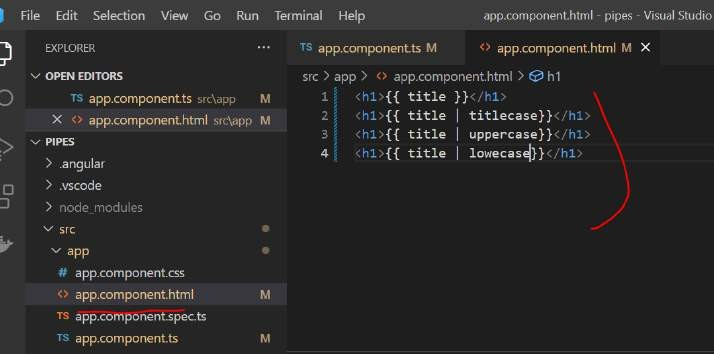 File Edit Selection View Go Run Terminal Help app.component.html - pipes - Visual Studio
EXPLORER
OPEN EDITORS
TS app.component.ts src\app M
app.component.html src\app M
PIPES
.angular
.vscode
node_modules
src
app
# app.component.css
<> app.component.html M
TS app.component.spec.ts
TS app.component.ts M
TS app.component.ts M <> app.component.html M
src > app > <> app.component.html > h1
1 <h1>{{ title }}</h1>
2 <h1>{{ title | titlecase}}</h1>
3 <h1>{{ title | uppercase}}</h1>
4 <h1>{{ title | lowecase}}</h1>